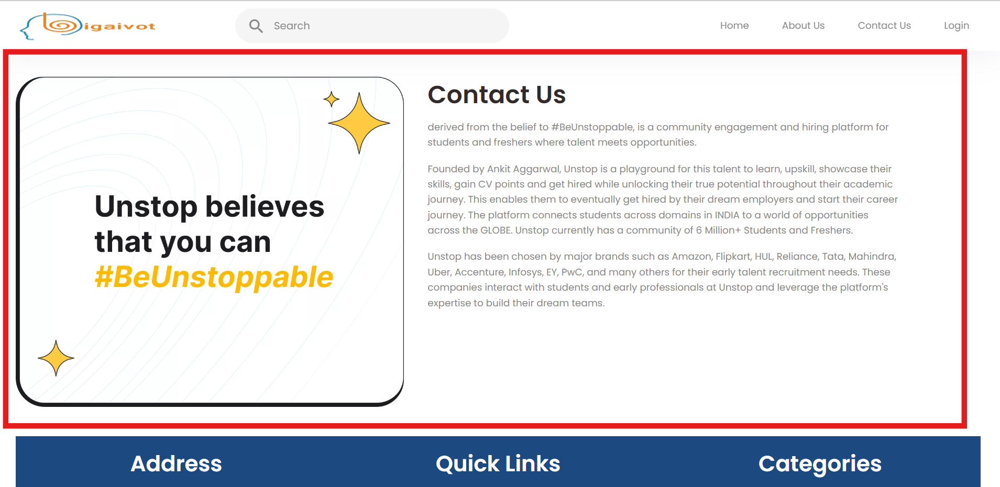 igaivot
Search
Home
About Us
Contact Us
Login
Unstop believes
that you can
#BeUnstoppable
Contact Us
derived from the belief to #BeUnstoppable, is a community engagement and hiring platform for
students and freshers where talent meets opportunities.
Founded by Ankit Aggarwal, Unstop is a playground for this talent to learn, upskill, showcase their
skills, gain CV points and get hired while unlocking their true potential throughout their academic
journey. This enables them to eventually get hired by their dream employers and start their career
journey. The platform connects students across domains in INDIA to a world of opportunities
across the GLOBE. Unstop currently has a community of 6 Million+ Students and Freshers.
Unstop has been chosen by major brands such as Amazon, Flipkart, HUL, Reliance, Tata, Mahindra,
Uber, Accenture, Infosys, EY, PwC, and many others for their early talent recruitment needs. These
companies interact with students and early professionals at Unstop and leverage the platform's
expertise to build their dream teams.
Address
Quick Links
Categories